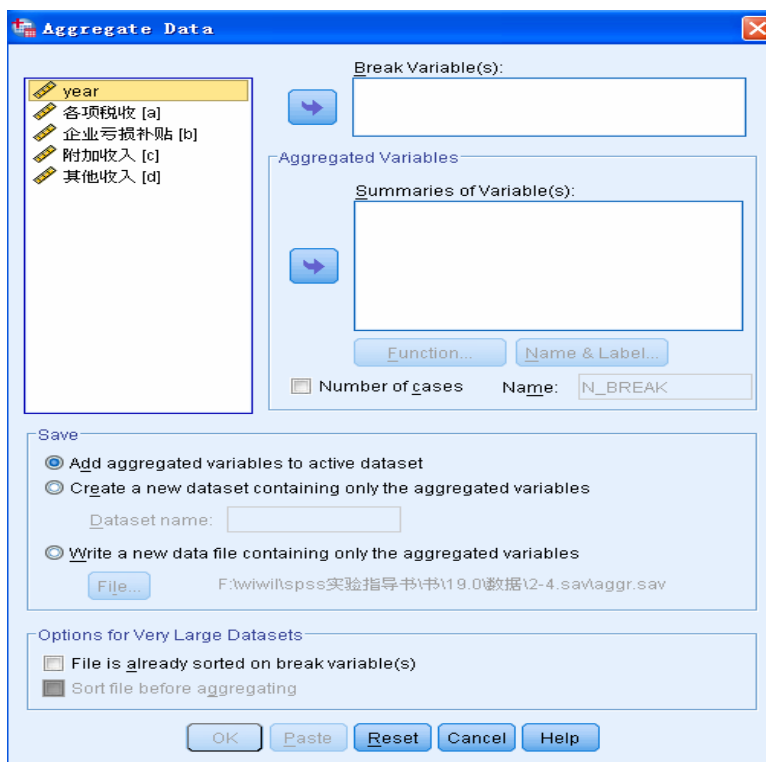 Aggregate Data
year
各项税收 [a]
企业亏损补贴 [b]
附加收入 [c]
其他收入 [d]
Break Variable(s):
Aggregated Variables
Summaries of Variable(s):
Function...
Name & Label...
Number of cases
Name:
N_BREAK
Save
Add aggregated variables to active dataset
Create a new dataset containing only the aggregated variables
Dataset name:
Write a new data file containing only the aggregated variables
File...
F:\wiwil\spss实验指导书\书\19.0\数据\2-4.sav\aggr.sav
Options for Very Large Datasets
File is already sorted on break variable(s)
Sort file before aggregating
OK
Paste
Reset
Cancel
Help